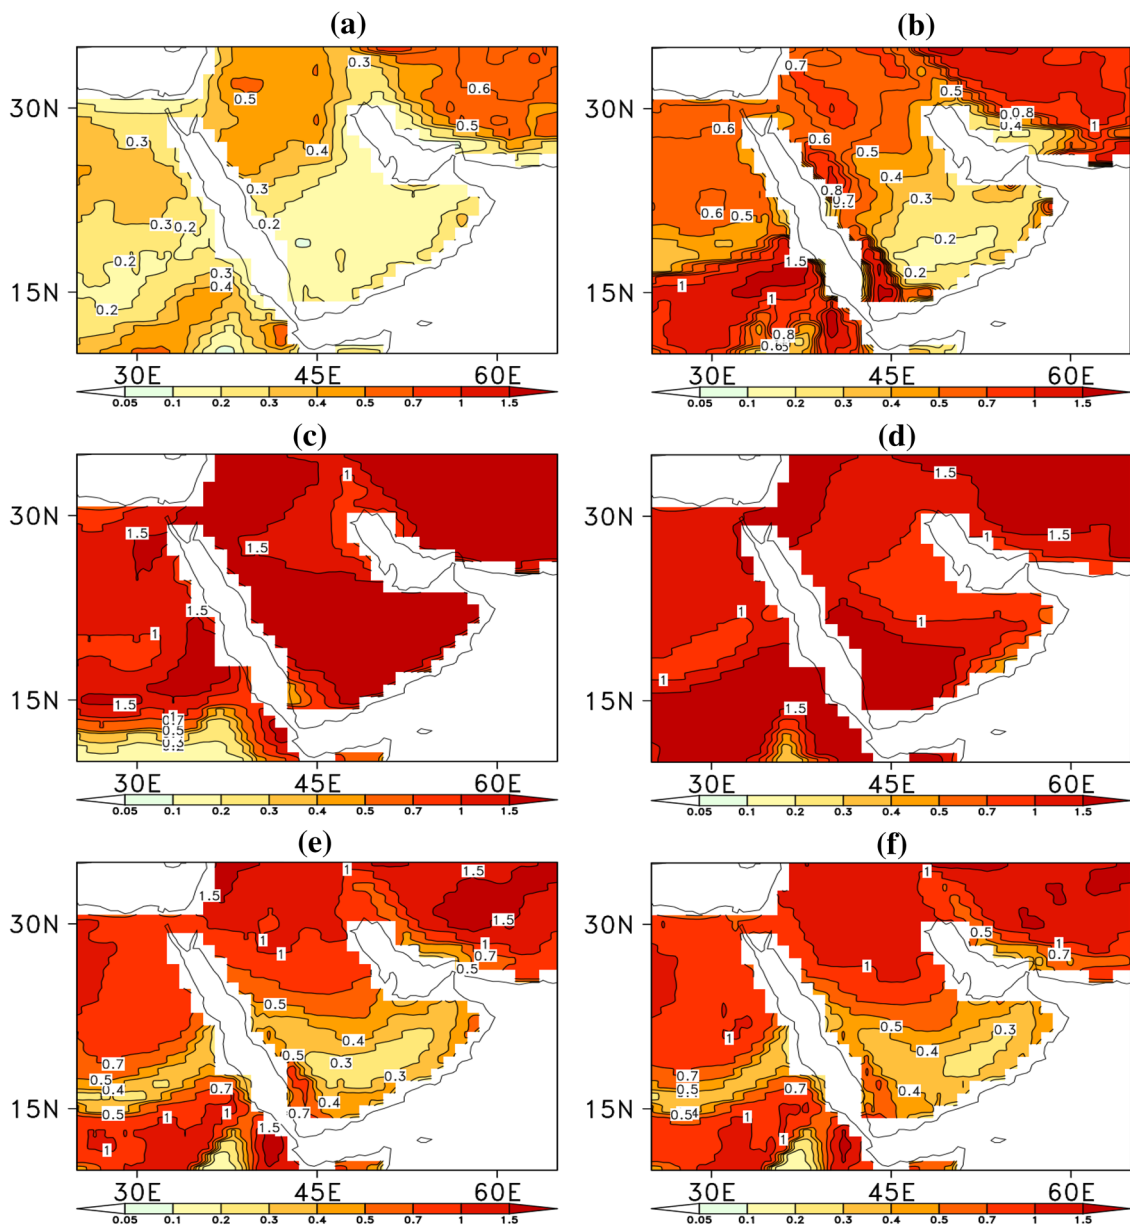 (a) (b)
30N 0.3 0.5 0.6 0.5 0.3 0.4 0.3 0.3 0.2 0.2 0.2 0.3 0.4 0.2 15N
0.7 30N 0.5 0.8 0.4 1 0.6 0.6 0.5 0.4 0.8 0.7 0.3 0.6 0.5 0.2 1.5 0.2 15N 1 1 0.8 0.6
30E 45E 60E 30E 45E 60E
0.05 0.1 0.2 0.3 0.4 0.5 0.7 1 1.5 0.05 0.1 0.2 0.3 0.4 0.5 0.7 1 1.5
(c) (d)
1 30N 1.5 1.5 1.5 1 15N 1.5 0.5
1.5 30N 1 1.5 1 1 15N 1 1.5
30E 45E 60E 30E 45E 60E
0.05 0.1 0.2 0.3 0.4 0.5 0.7 1 1.5 0.05 0.1 0.2 0.3 0.4 0.5 0.7 1 1.5
(e) (f)
1 1.5 1.5 30N 1.5 1 1 1 0.7 0.5 0.5 0.4 0.5 0.3 0.7 0.5 0.4 0.7 0.3 0.4 15N 0.5 1 0.7 1.5 1 1
1 1 30N 0.5 1 0.7 1 0.5 0.3 0.4 0.7 0.5 0.7 0.4 15N 0.5 1 1
30E 45E 60E 30E 45E 60E
0.05 0.1 0.2 0.3 0.4 0.5 0.7 1 1.5 0.05 0.1 0.2 0.3 0.4 0.5 0.7 1 1.5